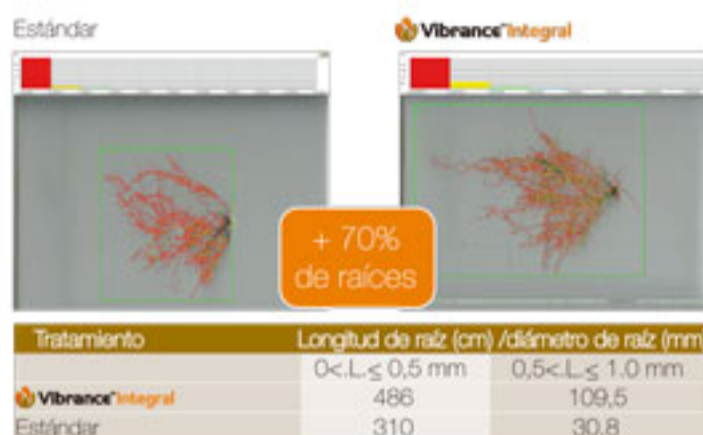 Estándar
Vibrance Integral
+ 70%
de raíces
Tratamiento Longitud de raíz (cm) /diámetro de raíz (mm)
0<.L.≤ 0,5 mm 0,5<.L.≤ 1.0 mm
Vibrance Integral 486 109,5
Estándar 310 30,8